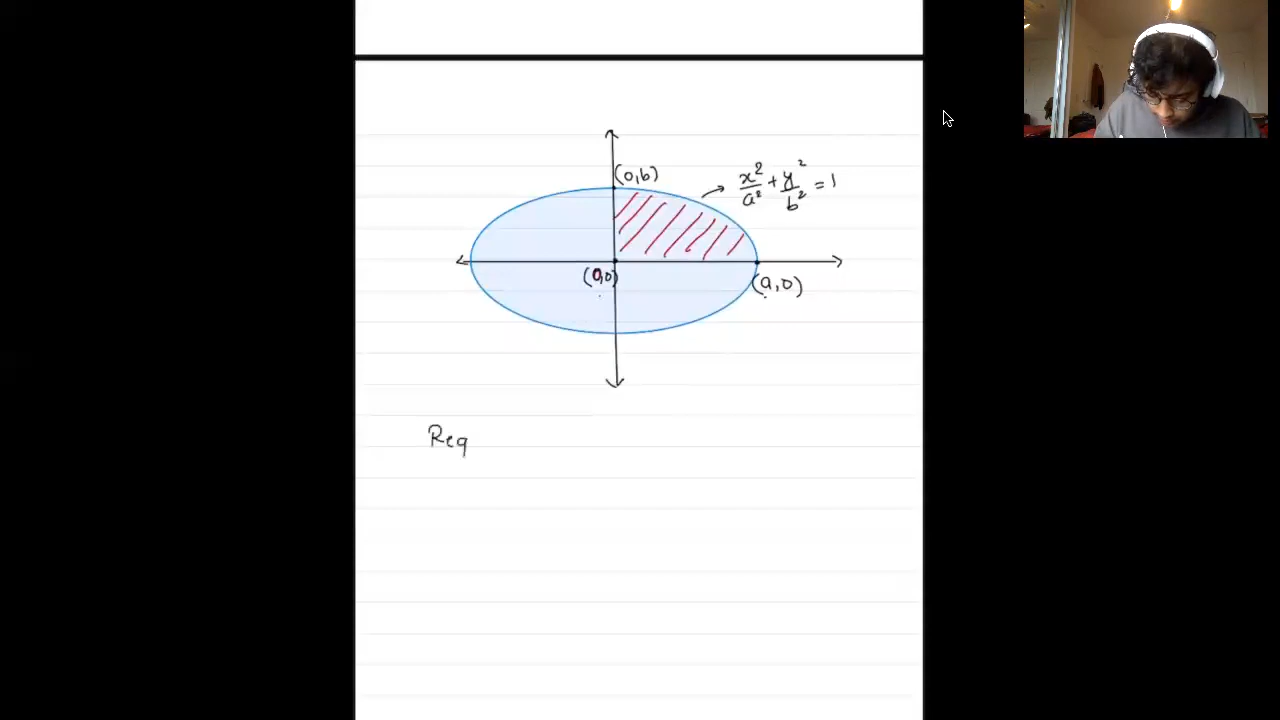 (0,b)
x²/a² + y²/b² = 1
(0,0)
(a,0)
Req